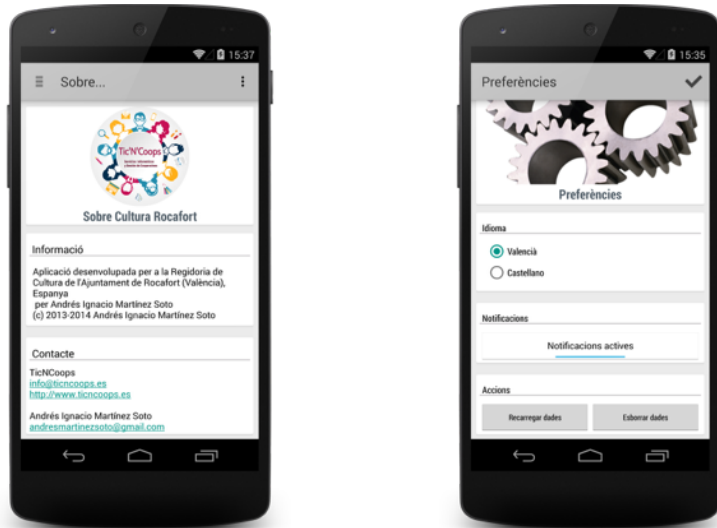 15:37
Sobre...
Tic'N'Coops
Sobre Cultura Rocafort
Informació
Aplicació desenvolupada per a la Regidoria de
Cultura de l'Ajuntament de Rocafort (València),
Espanya
per Andrés Ignacio Martínez Soto
(c) 2013-2014 Andrés Ignacio Martínez Soto
Contacte
TicNCoops
info@ticncoops.es
http://www.ticncoops.es
Andrés Ignacio Martínez Soto
andresmartinezsoto@gmail.com
15:35
Preferències
Preferències
Idioma
Valencià
Castellano
Notificacions
Notificacions actives
Accions
Recarregar dades
Esborrar dades